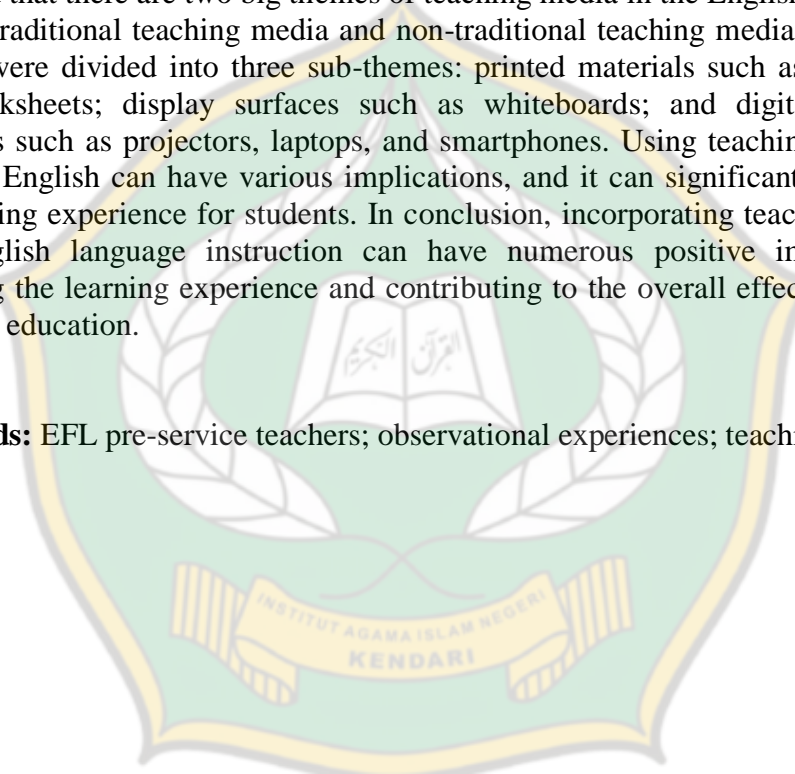 that there are two big themes of teaching media in the English
raditional teaching media and non-traditional teaching media
were divided into three sub-themes: printed materials such as
ksheets; display surfaces such as whiteboards; and digit
s such as projectors, laptops, and smartphones. Using teachin
English can have various implications, and it can significant
ing experience for students. In conclusion, incorporating teac
glish language instruction can have numerous positive
g the learning experience and contributing to the overall effec
education.
القرآن الكريم
ds: EFL pre-service teachers; observational experiences; teachi
INSTITUT AGAMA ISLAM NEGERI
KENDARI